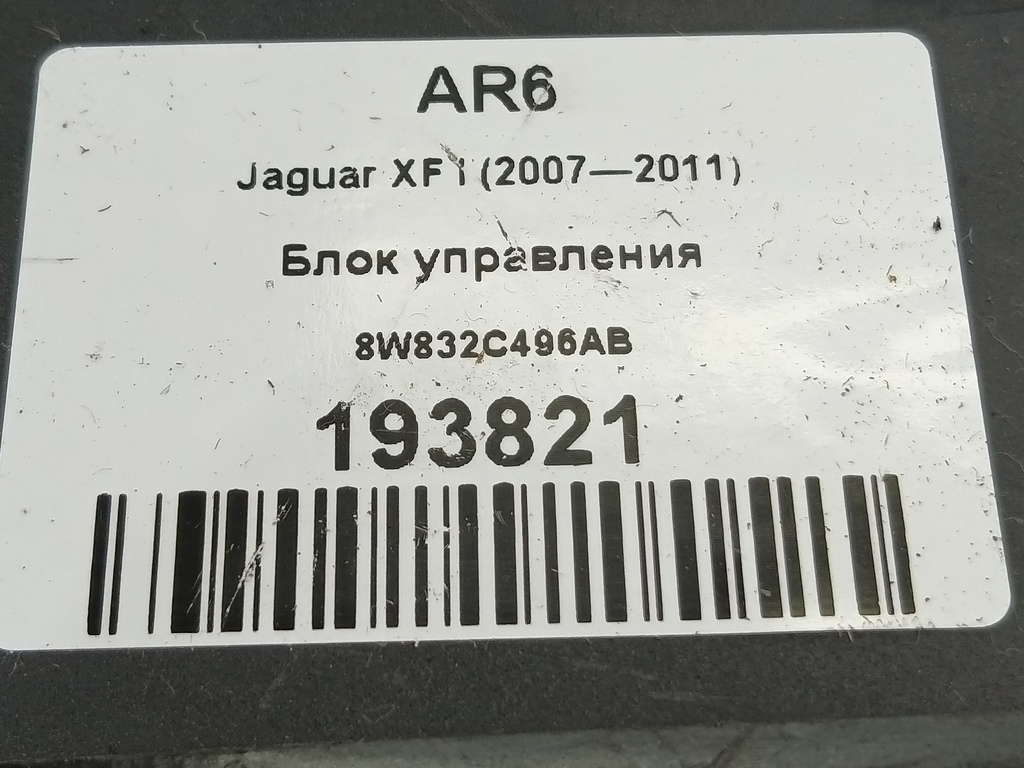 AR6
Jaguar XF I (2007—2011)
Блок управления
8W832C496AB
193821